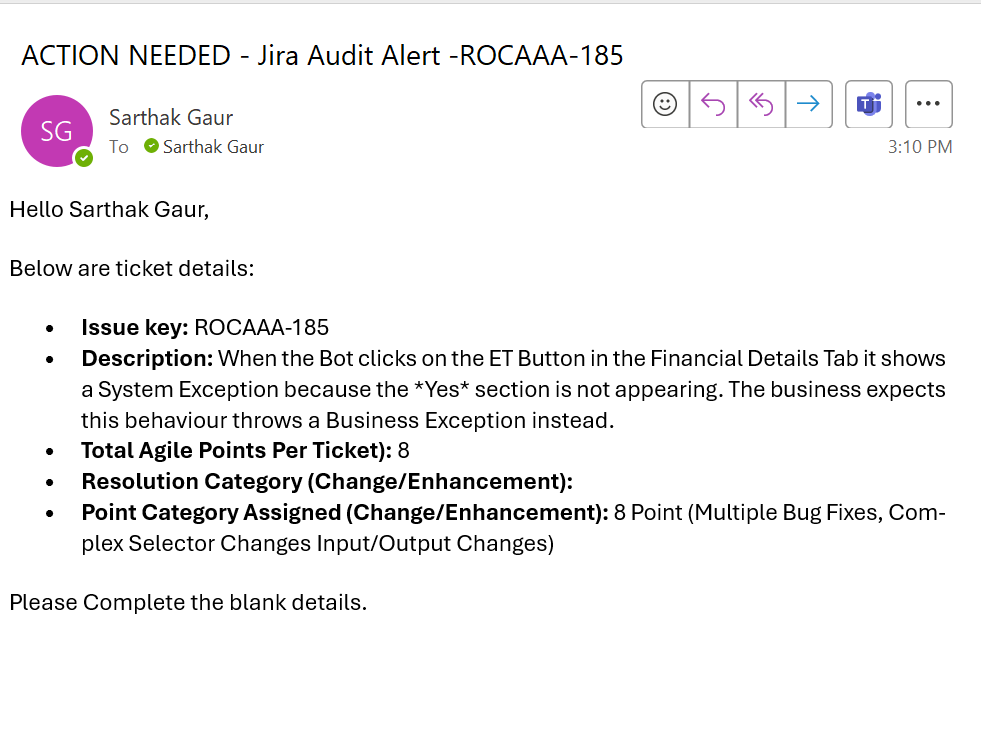 ACTION NEEDED - Jira Audit Alert -ROCAAA-185
SG
Sarthak Gaur
To Sarthak Gaur
3:10 PM
Hello Sarthak Gaur,
Below are ticket details:
• Issue key: ROCAAA-185
• Description: When the Bot clicks on the ET Button in the Financial Details Tab it shows
a System Exception because the *Yes* section is not appearing. The business expects
this behaviour throws a Business Exception instead.
• Total Agile Points Per Ticket): 8
• Resolution Category (Change/Enhancement):
• Point Category Assigned (Change/Enhancement): 8 Point (Multiple Bug Fixes, Com-
plex Selector Changes Input/Output Changes)
Please Complete the blank details.